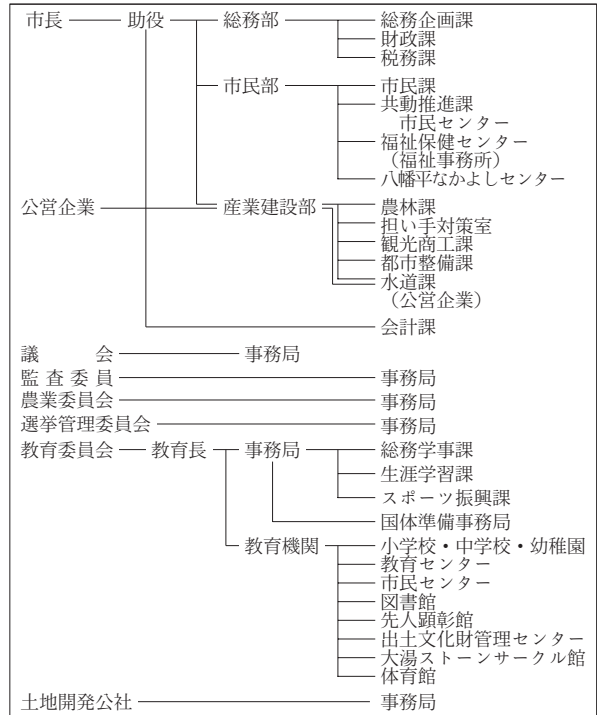 市長 助役 総務部 総務企画課
財政課
税務課
市民部 市民課
共動推進課
市民センター
福祉保健センター
（福祉事務所）
八幡平なかよしセンター
公営企業 産業建設部 農林課
担い手対策室
観光商工課
都市整備課
水道課
（公営企業）
会計課
議会 事務局
監査委員 事務局
農業委員会 事務局
選挙管理委員会 事務局
教育委員会 教育長 事務局 総務学事課
生涯学習課
スポーツ振興課
国体準備事務局
教育機関 小学校・中学校・幼稚園
教育センター
市民センター
図書館
先人顕彰館
出土文化財管理センター
大湯ストーンサークル館
体育館
土地開発公社 事務局